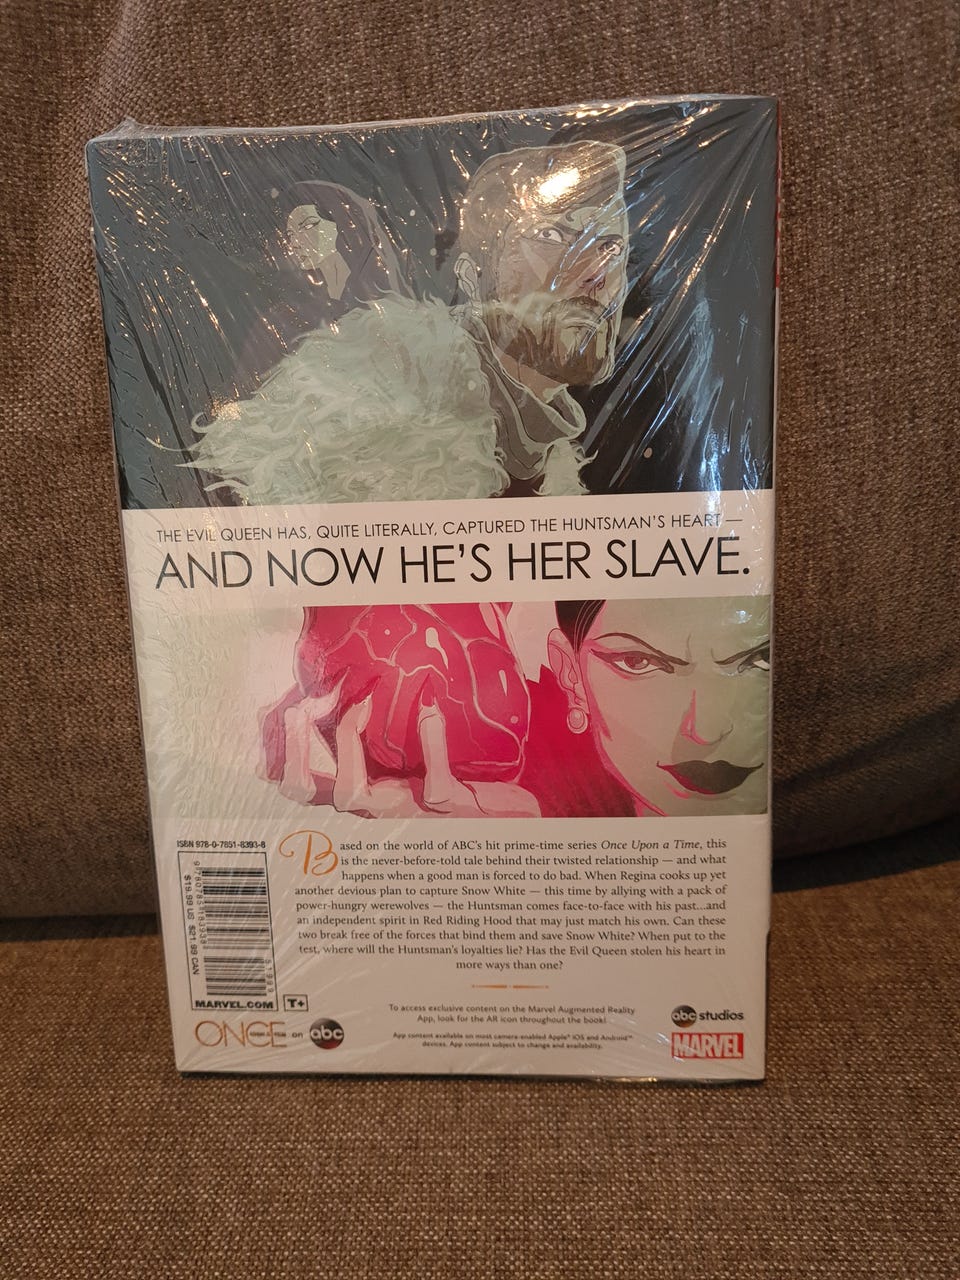 THE EVIL QUEEN HAS, QUITE LITERALLY, CAPTURED THE HUNTSMAN'S HEART —
AND NOW HE'S HER SLAVE.
ISBN 978-0-7851-8393-8
9780785183938
51999
$19.99 US $21.99 CAN
MARVEL.COM
T+
Based on the world of ABC's hit prime-time series Once Upon a Time, this
is the never-before-told tale behind their twisted relationship — and what
happens when a good man is forced to do bad. When Regina cooks up yet
another devious plan to capture Snow White — this time by allying with a pack of
power-hungry werewolves — the Huntsman comes face-to-face with his past...and
an independent spirit in Red Riding Hood that may just match his own. Can these
two break free of the forces that bind them and save Snow White? When put to the
test, where will the Huntsman's loyalties lie? Has the Evil Queen stolen his heart in
more ways than one?
To access exclusive content on the Marvel Augmented Reality
App, look for the AR icon throughout the book!
App content available on most camera-enabled Apple® iOS and Android™
devices. App content subject to change and availability.
ONCE
on abc
abc studios
MARVEL